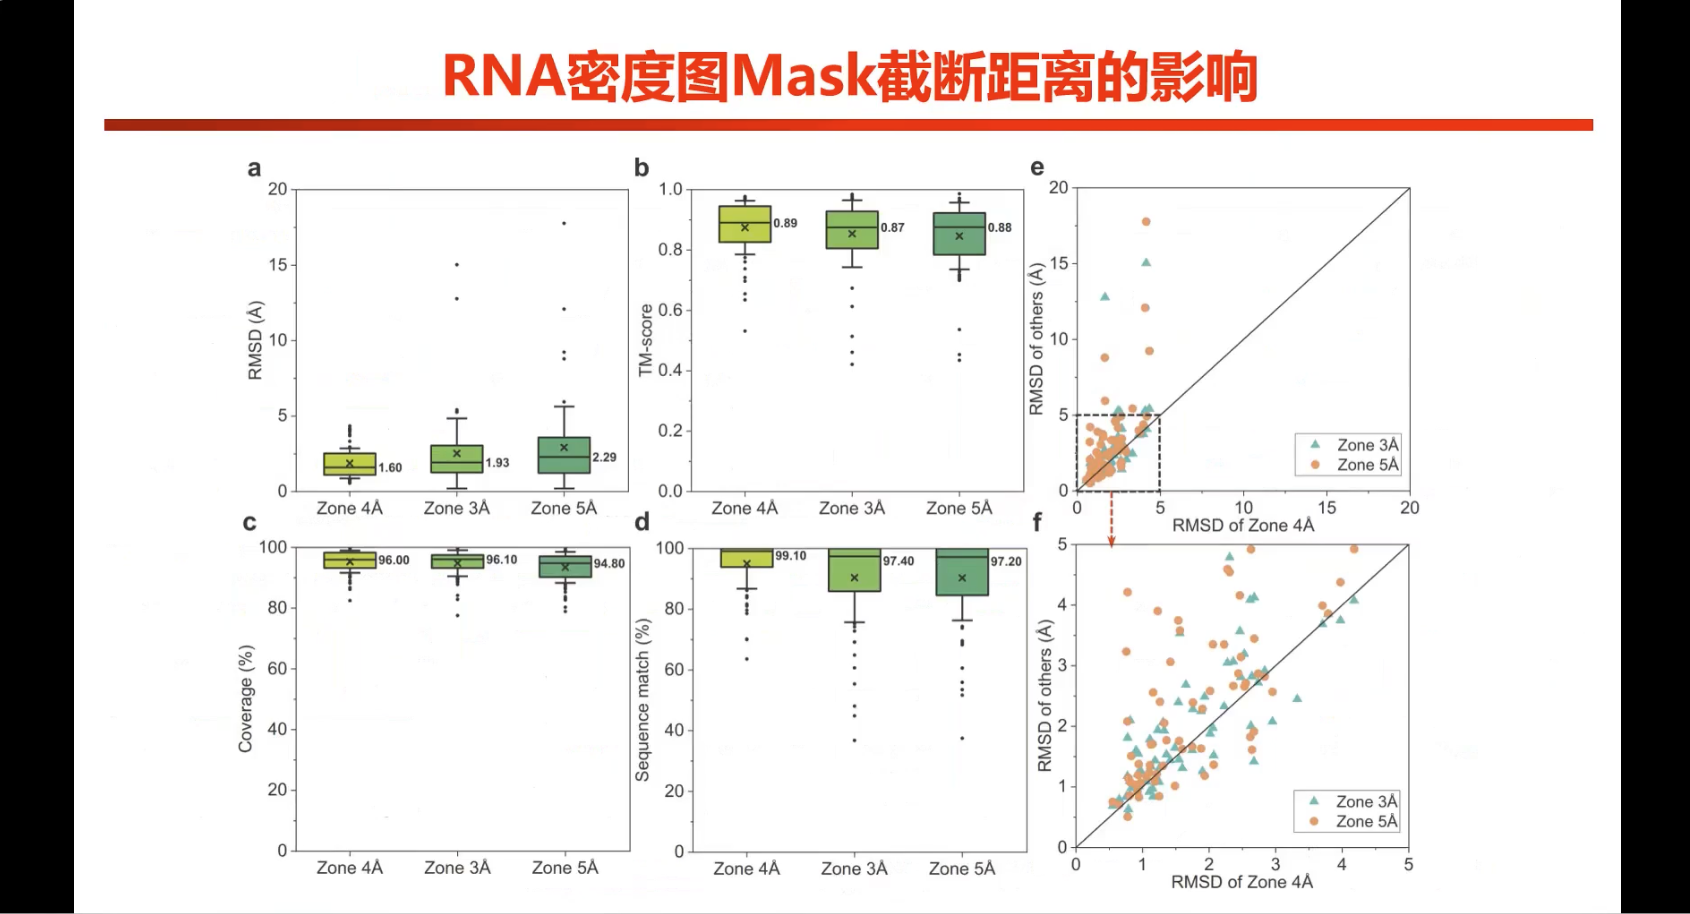 RNA密度图Mask截断距离的影响
a
20
15
10
5
0
RMSD (Å)
1.60
1.93
2.29
Zone 4Å
Zone 3Å
Zone 5Å
b
1.0
0.8
0.6
0.4
0.2
0.0
TM-score
0.89
0.87
0.88
Zone 4Å
Zone 3Å
Zone 5Å
e
20
15
10
5
0
RMSD of others (Å)
Zone 3Å
Zone 5Å
0
5
10
15
20
RMSD of Zone 4Å
c
100
80
60
40
20
0
Coverage (%)
96.00
96.10
94.80
Zone 4Å
Zone 3Å
Zone 5Å
d
100
80
60
40
20
0
Sequence match (%)
99.10
97.40
97.20
Zone 4Å
Zone 3Å
Zone 5Å
f
5
4
3
2
1
0
RMSD of others (Å)
Zone 3Å
Zone 5Å
0
1
2
3
4
5
RMSD of Zone 4Å